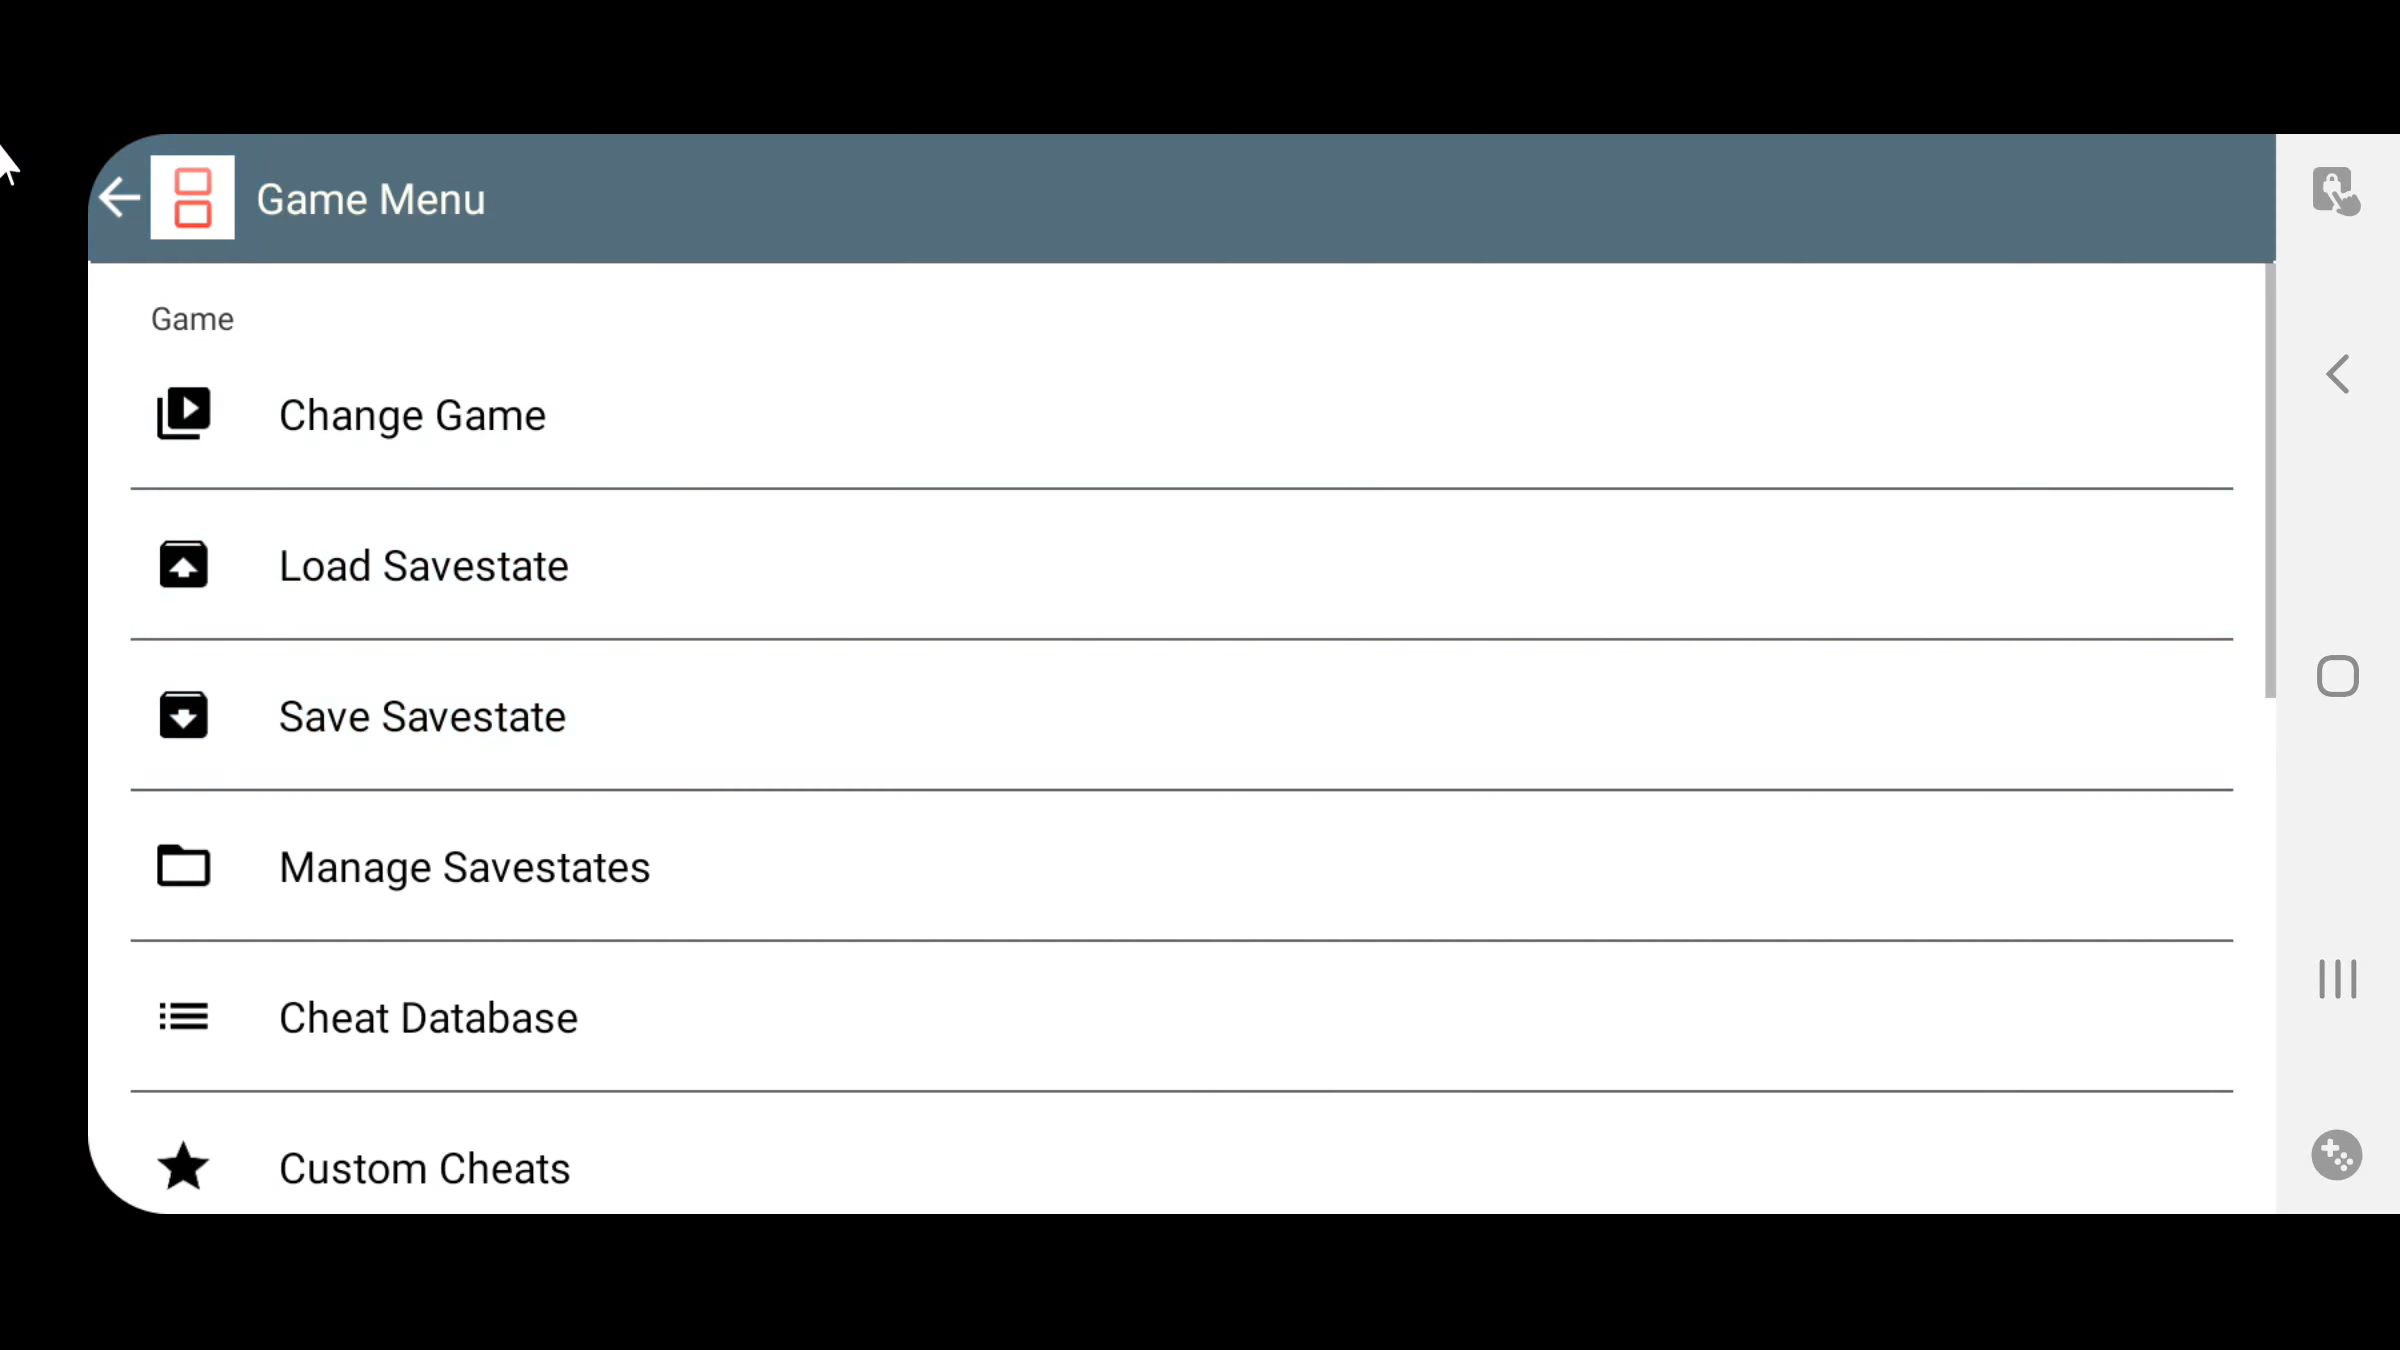 Game Menu
Game
Change Game
Load Savestate
Save Savestate
Manage Savestates
Cheat Database
Custom Cheats